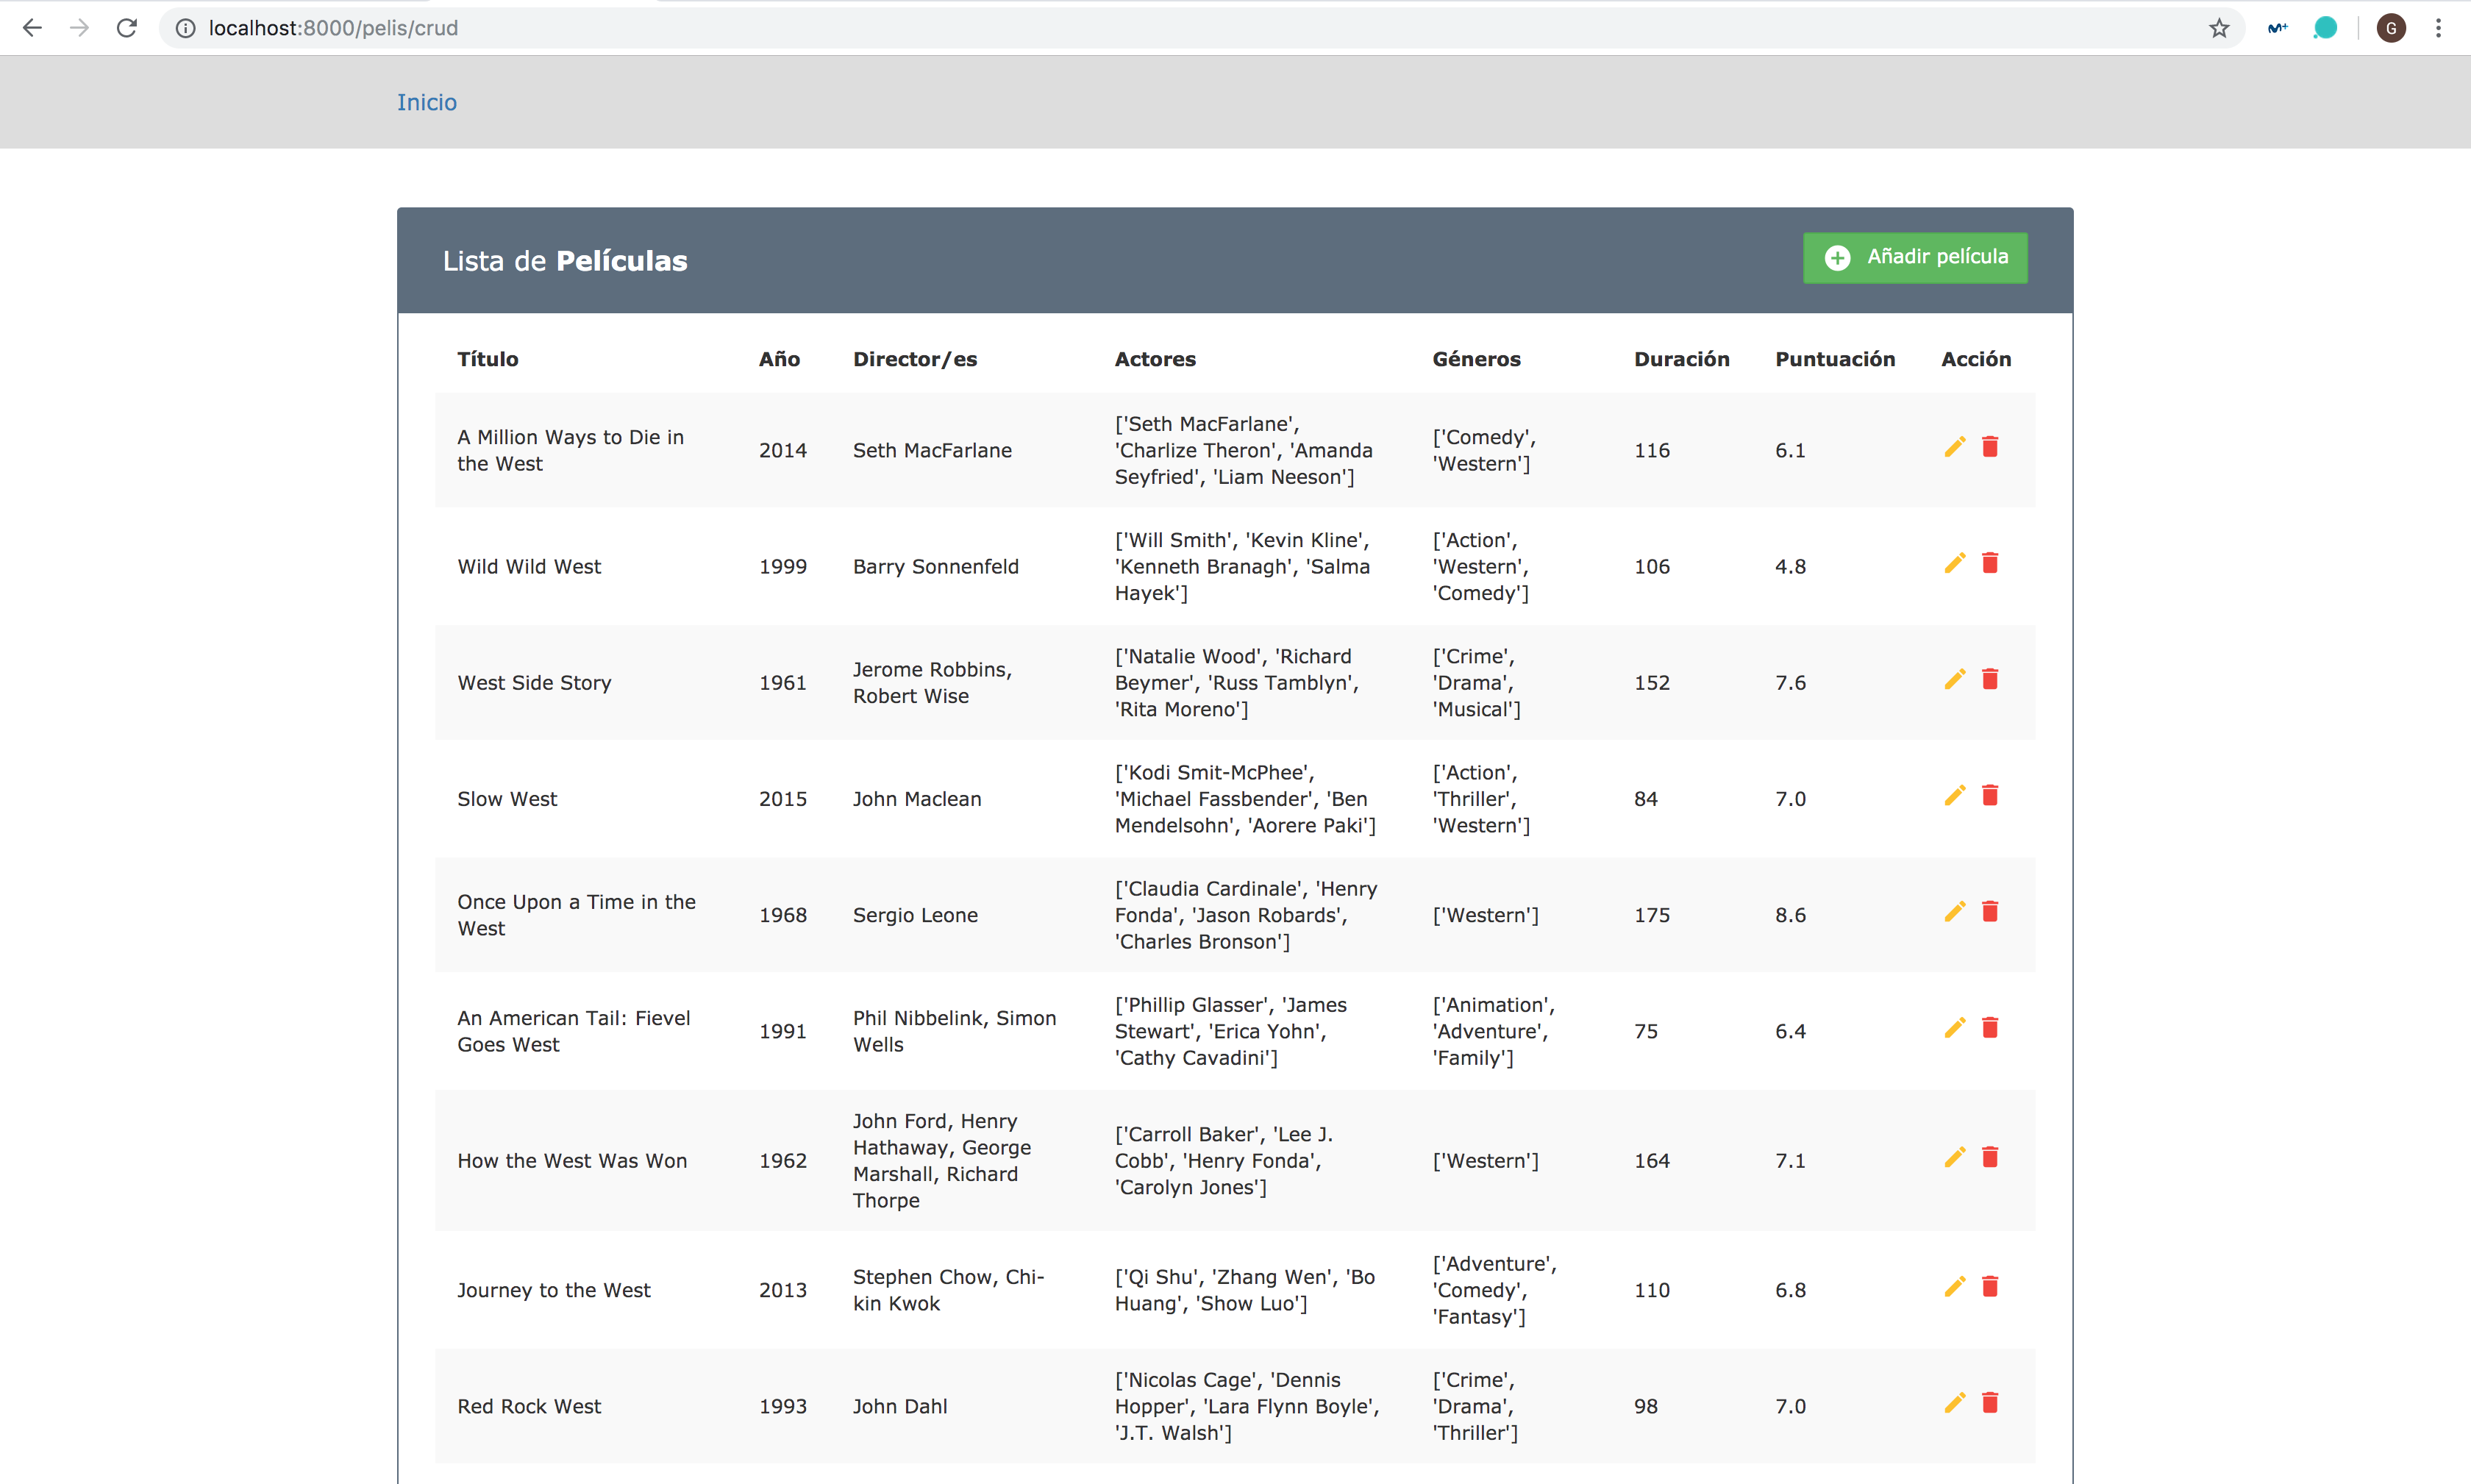 localhost:8000/pelis/crud
G
Inicio
Lista de Películas
Añadir película
Título Año Director/es Actores Géneros Duración Puntuación Acción
A Million Ways to Die in
the West
2014
Seth MacFarlane
['Seth MacFarlane',
'Charlize Theron', 'Amanda
Seyfried', 'Liam Neeson']
['Comedy',
'Western']
116
6.1
Wild Wild West
1999
Barry Sonnenfeld
['Will Smith', 'Kevin Kline',
'Kenneth Branagh', 'Salma
Hayek']
['Action',
'Western',
'Comedy']
106
4.8
West Side Story
1961
Jerome Robbins,
Robert Wise
['Natalie Wood', 'Richard
Beymer', 'Russ Tamblyn',
'Rita Moreno']
['Crime',
'Drama',
'Musical']
152
7.6
Slow West
2015
John Maclean
['Kodi Smit-McPhee',
'Michael Fassbender', 'Ben
Mendelsohn', 'Aorere Paki']
['Action',
'Thriller',
'Western']
84
7.0
Once Upon a Time in the
West
1968
Sergio Leone
['Claudia Cardinale', 'Henry
Fonda', 'Jason Robards',
'Charles Bronson']
['Western']
175
8.6
An American Tail: Fievel
Goes West
1991
Phil Nibbelink, Simon
Wells
['Phillip Glasser', 'James
Stewart', 'Erica Yohn',
'Cathy Cavadini']
['Animation',
'Adventure',
'Family']
75
6.4
How the West Was Won
1962
John Ford, Henry
Hathaway, George
Marshall, Richard
Thorpe
['Carroll Baker', 'Lee J.
Cobb', 'Henry Fonda',
'Carolyn Jones']
['Western']
164
7.1
Journey to the West
2013
Stephen Chow, Chi-
kin Kwok
['Qi Shu', 'Zhang Wen', 'Bo
Huang', 'Show Luo']
['Adventure',
'Comedy',
'Fantasy']
110
6.8
Red Rock West
1993
John Dahl
['Nicolas Cage', 'Dennis
Hopper', 'Lara Flynn Boyle',
'J.T. Walsh']
['Crime',
'Drama',
'Thriller']
98
7.0